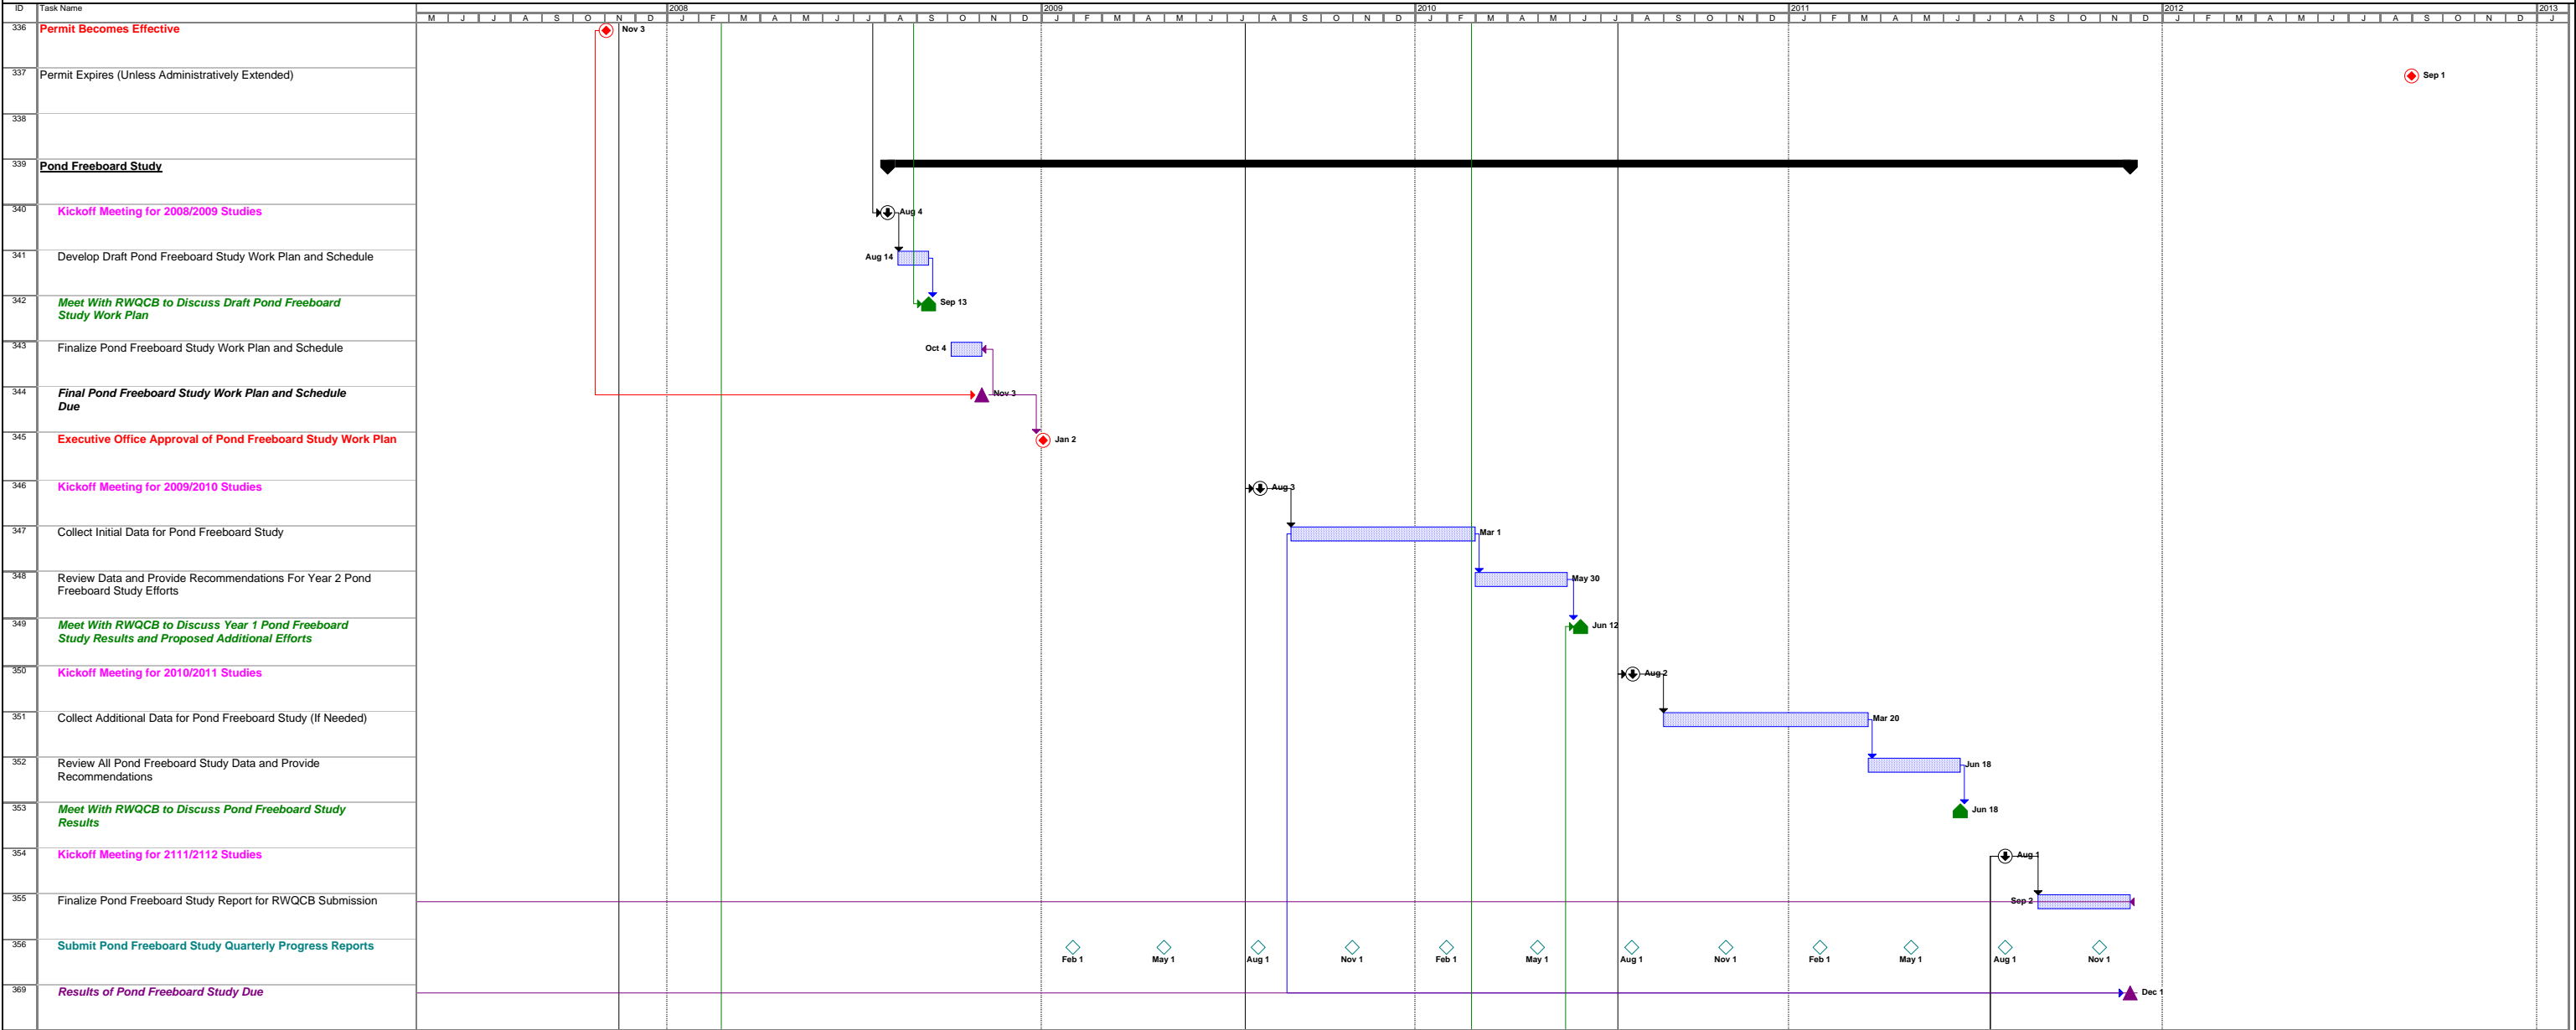 ID Task Name 2008 2009 2010 2011 2012 2013
M J J A S O N D J F M A M J J A S O N D J F M A M J J A S O N D J F M A M J J A S O N D J F M A M J J A S O N D J F M A M J J A S O N D J
336 Permit Becomes Effective Nov 3
337 Permit Expires (Unless Administratively Extended) Sep 1
338
339 Pond Freeboard Study
340 Kickoff Meeting for 2008/2009 Studies Aug 4
341 Develop Draft Pond Freeboard Study Work Plan and Schedule Aug 14
342 Meet With RWQCB to Discuss Draft Pond Freeboard Sep 13
Study Work Plan
343 Finalize Pond Freeboard Study Work Plan and Schedule Oct 4
344 Final Pond Freeboard Study Work Plan and Schedule Nov 3
Due
345 Executive Office Approval of Pond Freeboard Study Work Plan Jan 2
346 Kickoff Meeting for 2009/2010 Studies Aug 3
347 Collect Initial Data for Pond Freeboard Study Mar 1
348 Review Data and Provide Recommendations For Year 2 Pond May 30
Freeboard Study Efforts
349 Meet With RWQCB to Discuss Year 1 Pond Freeboard Jun 12
Study Results and Proposed Additional Efforts
350 Kickoff Meeting for 2010/2011 Studies Aug 2
351 Collect Additional Data for Pond Freeboard Study (If Needed) Mar 20
352 Review All Pond Freeboard Study Data and Provide Jun 18
Recommendations
353 Meet With RWQCB to Discuss Pond Freeboard Study Jun 18
Results
354 Kickoff Meeting for 2111/2112 Studies Aug 1
355 Finalize Pond Freeboard Study Report for RWQCB Submission Sep 2
356 Submit Pond Freeboard Study Quarterly Progress Reports
Feb 1 May 1 Aug 1 Nov 1 Feb 1 May 1 Aug 1 Nov 1 Feb 1 May 1 Aug 1 Nov 1
369 Results of Pond Freeboard Study Due Dec 1